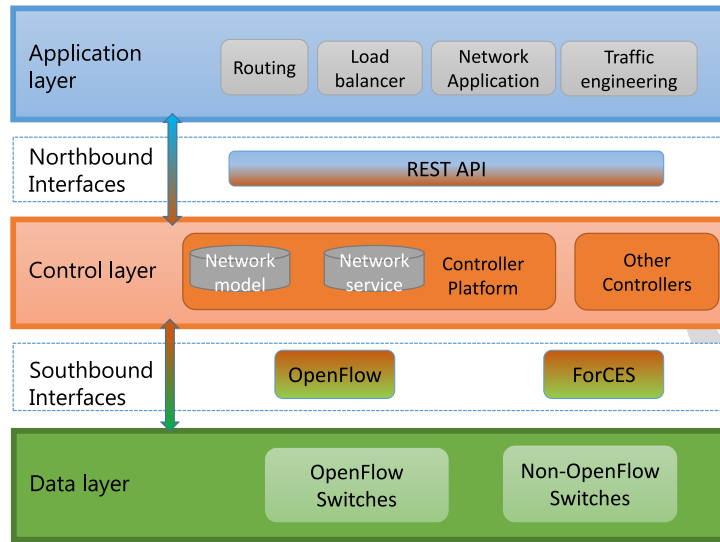 Application
layer
Routing
Load
balancer
Network
Application
Traffic
engineering
Northbound
Interfaces
REST API
Control layer
Network
model
Network
service
Controller
Platform
Other
Controllers
Southbound
Interfaces
OpenFlow
ForCES
Data layer
OpenFlow
Switches
Non-OpenFlow
Switches